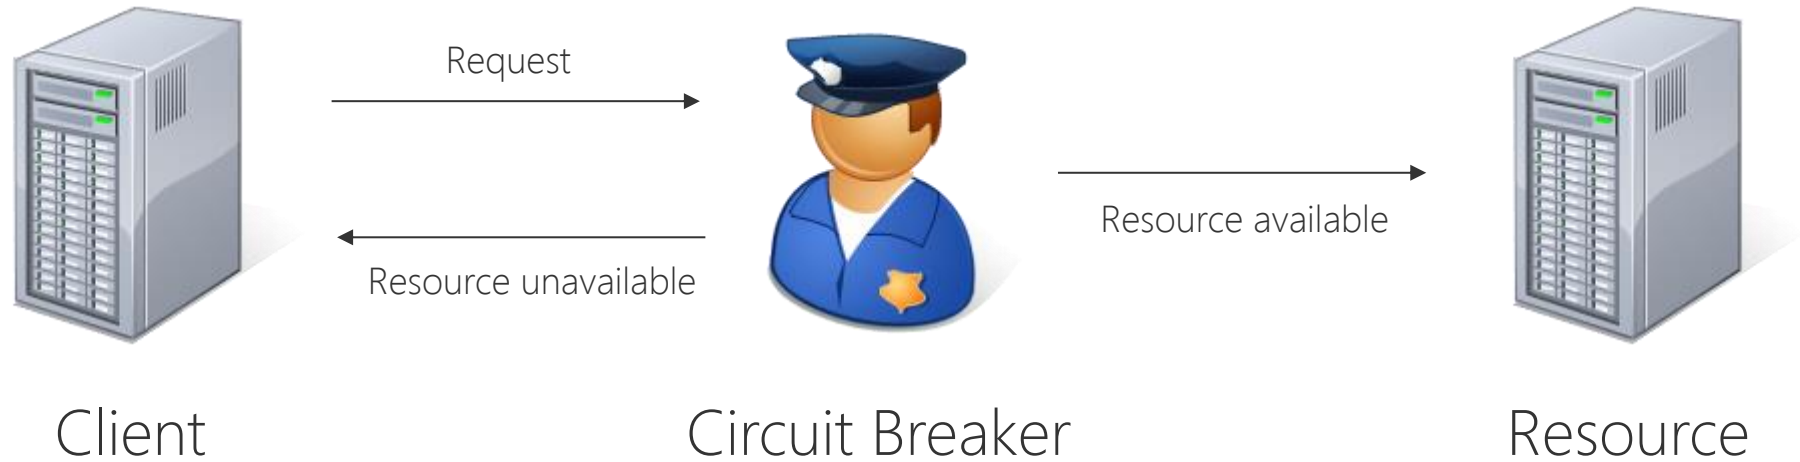 Request
Resource available
Resource unavailable
Client
Circuit Breaker
Resource